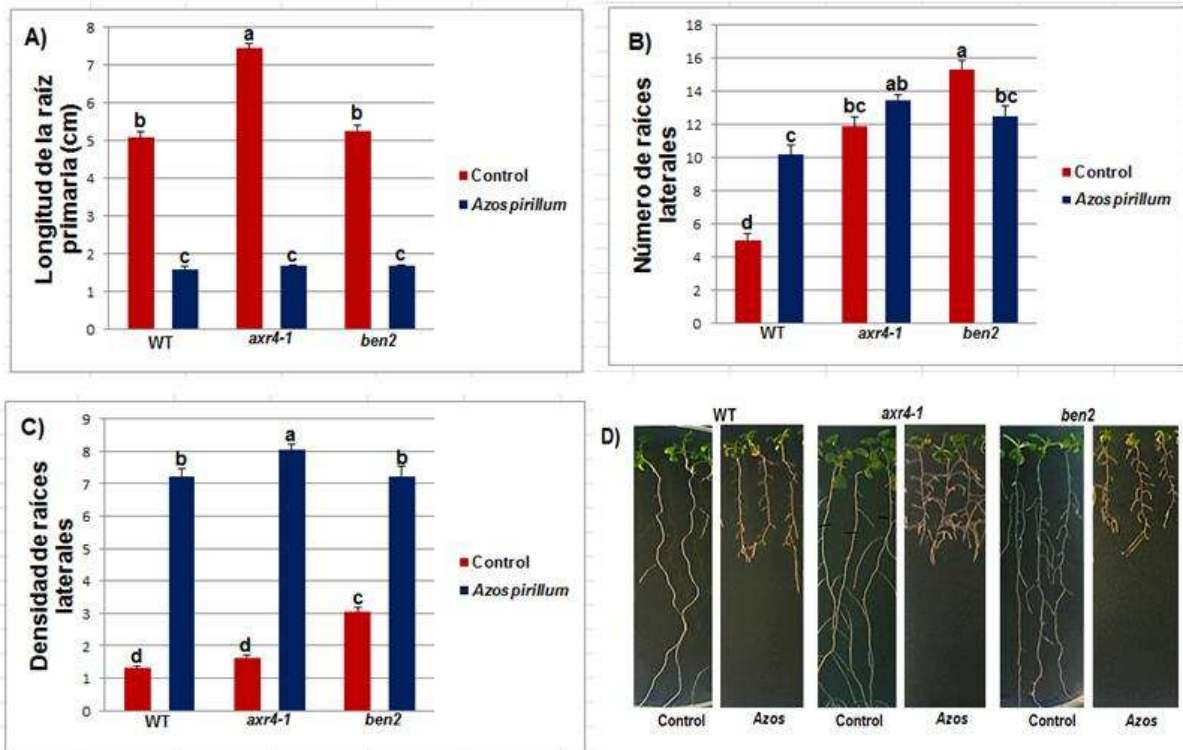 A)
Longitud de la raíz
primaria (cm)
8
7
6
5
4
3
2
1
0
b
a
b
c
c
c
WT
axr4-1
ben2
Control
Azospirillum
B)
Número de raíces
laterales
18
16
14
12
10
8
6
4
2
0
d
c
bc
ab
a
bc
WT
axr4-1
ben2
Control
Azospirillum
C)
Densidad de raíces
laterales
9
8
7
6
5
4
3
2
1
0
d
b
d
a
c
b
WT
axr4-1
ben2
Control
Azospirillum
D)
WT
axr4-1
ben2
Control
Azos
Control
Azos
Control
Azos